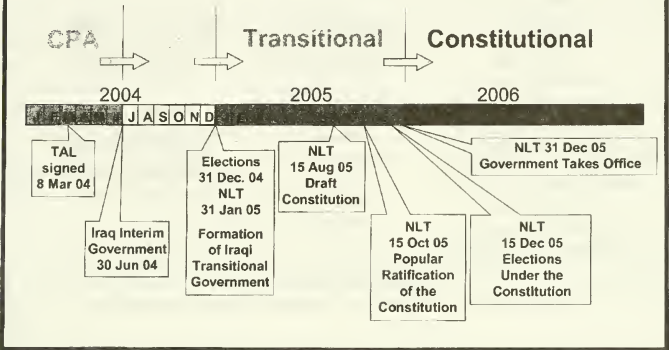 CPA
Transitional
Constitutional
2004
2005
2006
J A S O N D
TAL
signed
8 Mar 04
Iraq Interim
Government
30 Jun 04
Elections
31 Dec. 04
NLT
31 Jan 05
Formation
of Iraqi
Transitional
Government
NLT
15 Aug 05
Draft
Constitution
NLT
15 Oct 05
Popular
Ratification
of the
Constitution
NLT
15 Dec 05
Elections
Under the
Constitution
NLT 31 Dec 05
Government Takes Office